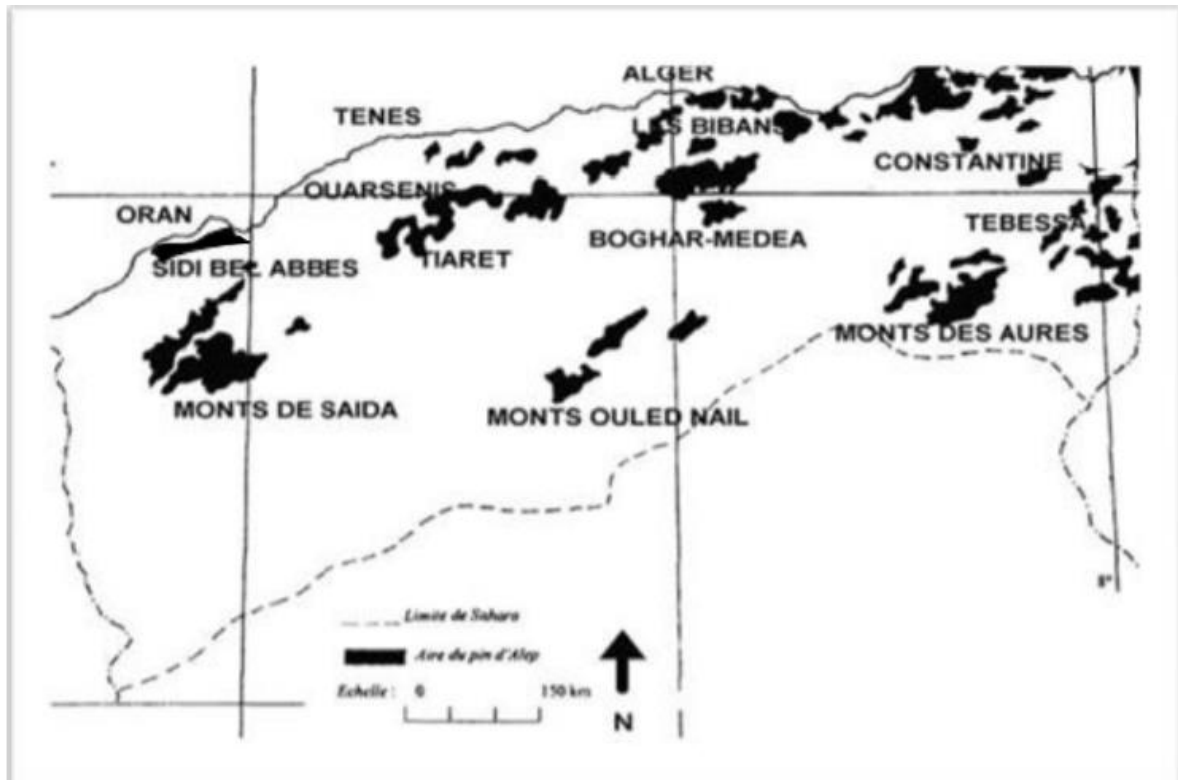 ALGER
TENES
LES BIBANS
CONSTANTINE
OUARSENIS
ORAN
TEBESSA
BOGHAR-MEDEA
TIARET
SIDI BEL ABBES
MONTS DES AURES
MONTS DE SAIDA
MONTS OULED NAIL
8°
Limite de Sahara
Aire du pin d'Alep
Echelle : 0 150 km
N